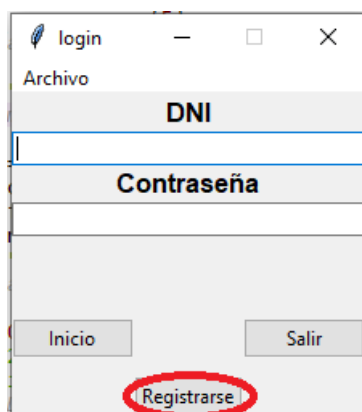 login
Archivo
DNI
Contraseña
Inicio Salir
Registrarse